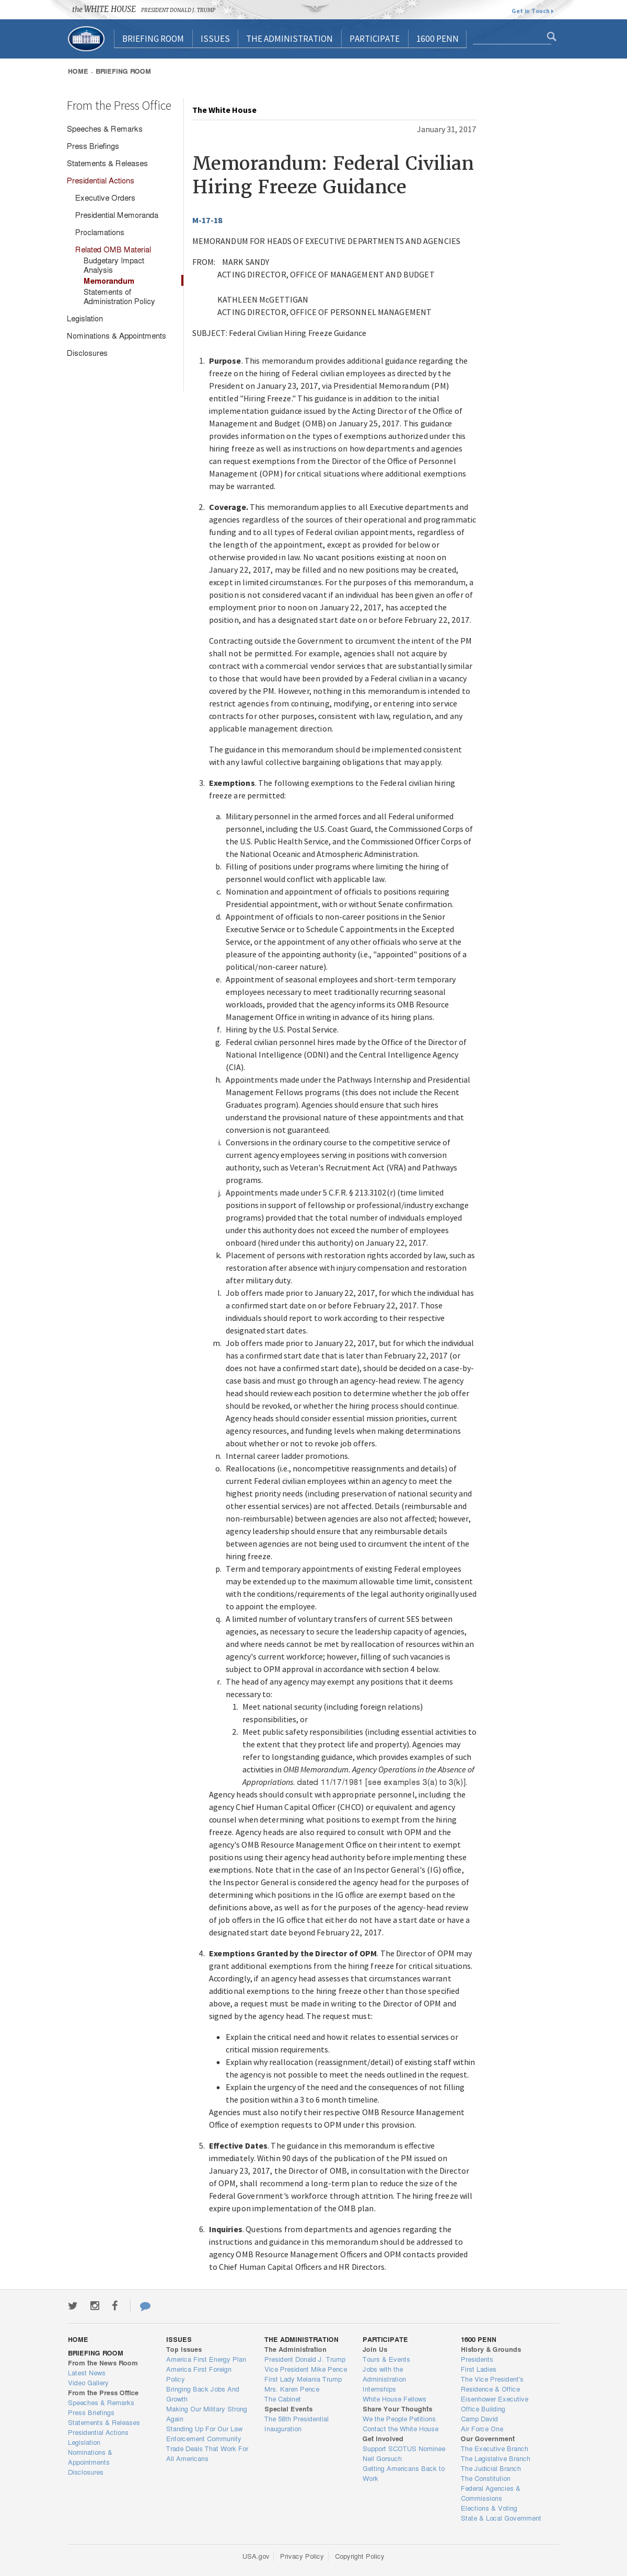 the WHITE HOUSE PRESIDENT DONALD J. TRUMP
Get in Touch
BRIEFING ROOM
ISSUES
THE ADMINISTRATION
PARTICIPATE
1600 PENN
HOME · BRIEFING ROOM
From the Press Office
Speeches & Remarks
Press Briefings
Statements & Releases
Presidential Actions
Executive Orders
Presidential Memoranda
Proclamations
Related OMB Material
Budgetary Impact
Analysis
Memorandum
Statements of
Administration Policy
Legislation
Nominations & Appointments
Disclosures
The White House
January 31, 2017
Memorandum: Federal Civilian
Hiring Freeze Guidance
M-17-18
MEMORANDUM FOR HEADS OF EXECUTIVE DEPARTMENTS AND AGENCIES
FROM: MARK SANDY
ACTING DIRECTOR, OFFICE OF MANAGEMENT AND BUDGET
KATHLEEN McGETTIGAN
ACTING DIRECTOR, OFFICE OF PERSONNEL MANAGEMENT
SUBJECT: Federal Civilian Hiring Freeze Guidance
1. Purpose. This memorandum provides additional guidance regarding the
freeze on the hiring of Federal civilian employees as directed by the
President on January 23, 2017, via Presidential Memorandum (PM)
entitled "Hiring Freeze." This guidance is in addition to the initial
implementation guidance issued by the Acting Director of the Office of
Management and Budget (OMB) on January 25, 2017. This guidance
provides information on the types of exemptions authorized under this
hiring freeze as well as instructions on how departments and agencies
can request exemptions from the Director of the Office of Personnel
Management (OPM) for critical situations where additional exemptions
may be warranted.
2. Coverage. This memorandum applies to all Executive departments and
agencies regardless of the sources of their operational and programmatic
funding and to all types of Federal civilian appointments, regardless of
the length of the appointment, except as provided for below or
otherwise provided in law. No vacant positions existing at noon on
January 22, 2017, may be filled and no new positions may be created,
except in limited circumstances. For the purposes of this memorandum, a
position is not considered vacant if an individual has been given an offer of
employment prior to noon on January 22, 2017, has accepted the
position, and has a designated start date on or before February 22, 2017.
Contracting outside the Government to circumvent the intent of the PM
shall not be permitted. For example, agencies shall not acquire by
contract with a commercial vendor services that are substantially similar
to those that would have been provided by a Federal civilian in a vacancy
covered by the PM. However, nothing in this memorandum is intended to
restrict agencies from continuing, modifying, or entering into service
contracts for other purposes, consistent with law, regulation, and any
applicable management direction.
The guidance in this memorandum should be implemented consistent
with any lawful collective bargaining obligations that may apply.
3. Exemptions. The following exemptions to the Federal civilian hiring
freeze are permitted:
a. Military personnel in the armed forces and all Federal uniformed
personnel, including the U.S. Coast Guard, the Commissioned Corps of
the U.S. Public Health Service, and the Commissioned Officer Corps of
the National Oceanic and Atmospheric Administration.
b. Filling of positions under programs where limiting the hiring of
personnel would conflict with applicable law.
c. Nomination and appointment of officials to positions requiring
Presidential appointment, with or without Senate confirmation.
d. Appointment of officials to non-career positions in the Senior
Executive Service or to Schedule C appointments in the Excepted
Service, or the appointment of any other officials who serve at the
pleasure of the appointing authority (i.e., "appointed" positions of a
political/non-career nature).
e. Appointment of seasonal employees and short-term temporary
employees necessary to meet traditionally recurring seasonal
workloads, provided that the agency informs its OMB Resource
Management Office in writing in advance of its hiring plans.
f. Hiring by the U.S. Postal Service.
g. Federal civilian personnel hires made by the Office of the Director of
National Intelligence (ODNI) and the Central Intelligence Agency
(CIA).
h. Appointments made under the Pathways Internship and Presidential
Management Fellows programs (this does not include the Recent
Graduates program). Agencies should ensure that such hires
understand the provisional nature of these appointments and that
conversion is not guaranteed.
i. Conversions in the ordinary course to the competitive service of
current agency employees serving in positions with conversion
authority, such as Veteran's Recruitment Act (VRA) and Pathways
programs.
j. Appointments made under 5 C.F.R. § 213.3102(r) (time limited
positions in support of fellowship or professional/industry exchange
programs) provided that the total number of individuals employed
under this authority does not exceed the number of employees
onboard (hired under this authority) on January 22, 2017.
k. Placement of persons with restoration rights accorded by law, such as
restoration after absence with injury compensation and restoration
after military duty.
l. Job offers made prior to January 22, 2017, for which the individual has
a confirmed start date on or before February 22, 2017. Those
individuals should report to work according to their respective
designated start dates.
m. Job offers made prior to January 22, 2017, but for which the individual
has a confirmed start date that is later than February 22, 2017 (or
does not have a confirmed start date), should be decided on a case-by-
case basis and must go through an agency-head review. The agency
head should review each position to determine whether the job offer
should be revoked, or whether the hiring process should continue.
Agency heads should consider essential mission priorities, current
agency resources, and funding levels when making determinations
about whether or not to revoke job offers.
n. Internal career ladder promotions.
o. Reallocations (i.e., noncompetitive reassignments and details) of
current Federal civilian employees within an agency to meet the
highest priority needs (including preservation of national security and
other essential services) are not affected. Details (reimbursable and
non-reimbursable) between agencies are also not affected; however,
agency leadership should ensure that any reimbursable details
between agencies are not being used to circumvent the intent of the
hiring freeze.
p. Term and temporary appointments of existing Federal employees
may be extended up to the maximum allowable time limit, consistent
with the conditions/requirements of the legal authority originally used
to appoint the employee.
q. A limited number of voluntary transfers of current SES between
agencies, as necessary to secure the leadership capacity of agencies,
and where needs cannot be met by reallocation of resources within an
agency's current workforce; however, filling of such vacancies is
subject to OPM approval in accordance with section 4 below.
r. The head of any agency may exempt any positions that it deems
necessary to:
1. Meet national security (including foreign relations)
responsibilities, or
2. Meet public safety responsibilities (including essential activities to
the extent that they protect life and property). Agencies may
refer to longstanding guidance, which provides examples of such
activities in OMB Memorandum. Agency Operations in the Absence of
Appropriations. dated 11/17/1981 [see examples 3(a) to 3(k)].
Agency heads should consult with appropriate personnel, including the
agency Chief Human Capital Officer (CHCO) or equivalent and agency
counsel when determining what positions to exempt from the hiring
freeze. Agency heads are also required to consult with OPM and the
agency's OMB Resource Management Office on their intent to exempt
positions using their agency head authority before implementing these
exemptions. Note that in the case of an Inspector General's (IG) office,
the Inspector General is considered the agency head for the purposes of
determining which positions in the IG office are exempt based on the
definitions above, as well as for the purposes of the agency-head review
of job offers in the IG office that either do not have a start date or have a
designated start date beyond February 22, 2017.
4. Exemptions Granted by the Director of OPM. The Director of OPM may
grant additional exemptions from the hiring freeze for critical situations.
Accordingly, if an agency head assesses that circumstances warrant
additional exemptions to the hiring freeze other than those specified
above, a request must be made in writing to the Director of OPM and
signed by the agency head. The request must:
• Explain the critical need and how it relates to essential services or
critical mission requirements.
• Explain why reallocation (reassignment/detail) of existing staff within
the agency is not possible to meet the needs outlined in the request.
• Explain the urgency of the need and the consequences of not filling
the position within a 3 to 6 month timeline.
Agencies must also notify their respective OMB Resource Management
Office of exemption requests to OPM under this provision.
5. Effective Dates. The guidance in this memorandum is effective
immediately. Within 90 days of the publication of the PM issued on
January 23, 2017, the Director of OMB, in consultation with the Director
of OPM, shall recommend a long-term plan to reduce the size of the
Federal Government's workforce through attrition. The hiring freeze will
expire upon implementation of the OMB plan.
6. Inquiries. Questions from departments and agencies regarding the
instructions and guidance in this memorandum should be addressed to
agency OMB Resource Management Officers and OPM contacts provided
to Chief Human Capital Officers and HR Directors.
HOME
BRIEFING ROOM
From the News Room
Latest News
Video Gallery
From the Press Office
Speeches & Remarks
Press Briefings
Statements & Releases
Presidential Actions
Legislation
Nominations &
Appointments
Disclosures
ISSUES
Top Issues
America First Energy Plan
America First Foreign
Policy
Bringing Back Jobs And
Growth
Making Our Military Strong
Again
Standing Up For Our Law
Enforcement Community
Trade Deals That Work For
All Americans
THE ADMINISTRATION
The Administration
President Donald J. Trump
Vice President Mike Pence
First Lady Melania Trump
Mrs. Karen Pence
The Cabinet
Special Events
The 58th Presidential
Inauguration
PARTICIPATE
Join Us
Tours & Events
Jobs with the
Administration
Internships
White House Fellows
Share Your Thoughts
We the People Petitions
Contact the White House
Get Involved
Support SCOTUS Nominee
Neil Gorsuch
Getting Americans Back to
Work
1600 PENN
History & Grounds
Presidents
First Ladies
The Vice President's
Residence & Office
Eisenhower Executive
Office Building
Camp David
Air Force One
Our Government
The Executive Branch
The Legislative Branch
The Judicial Branch
The Constitution
Federal Agencies &
Commissions
Elections & Voting
State & Local Government
USA.gov
Privacy Policy
Copyright Policy